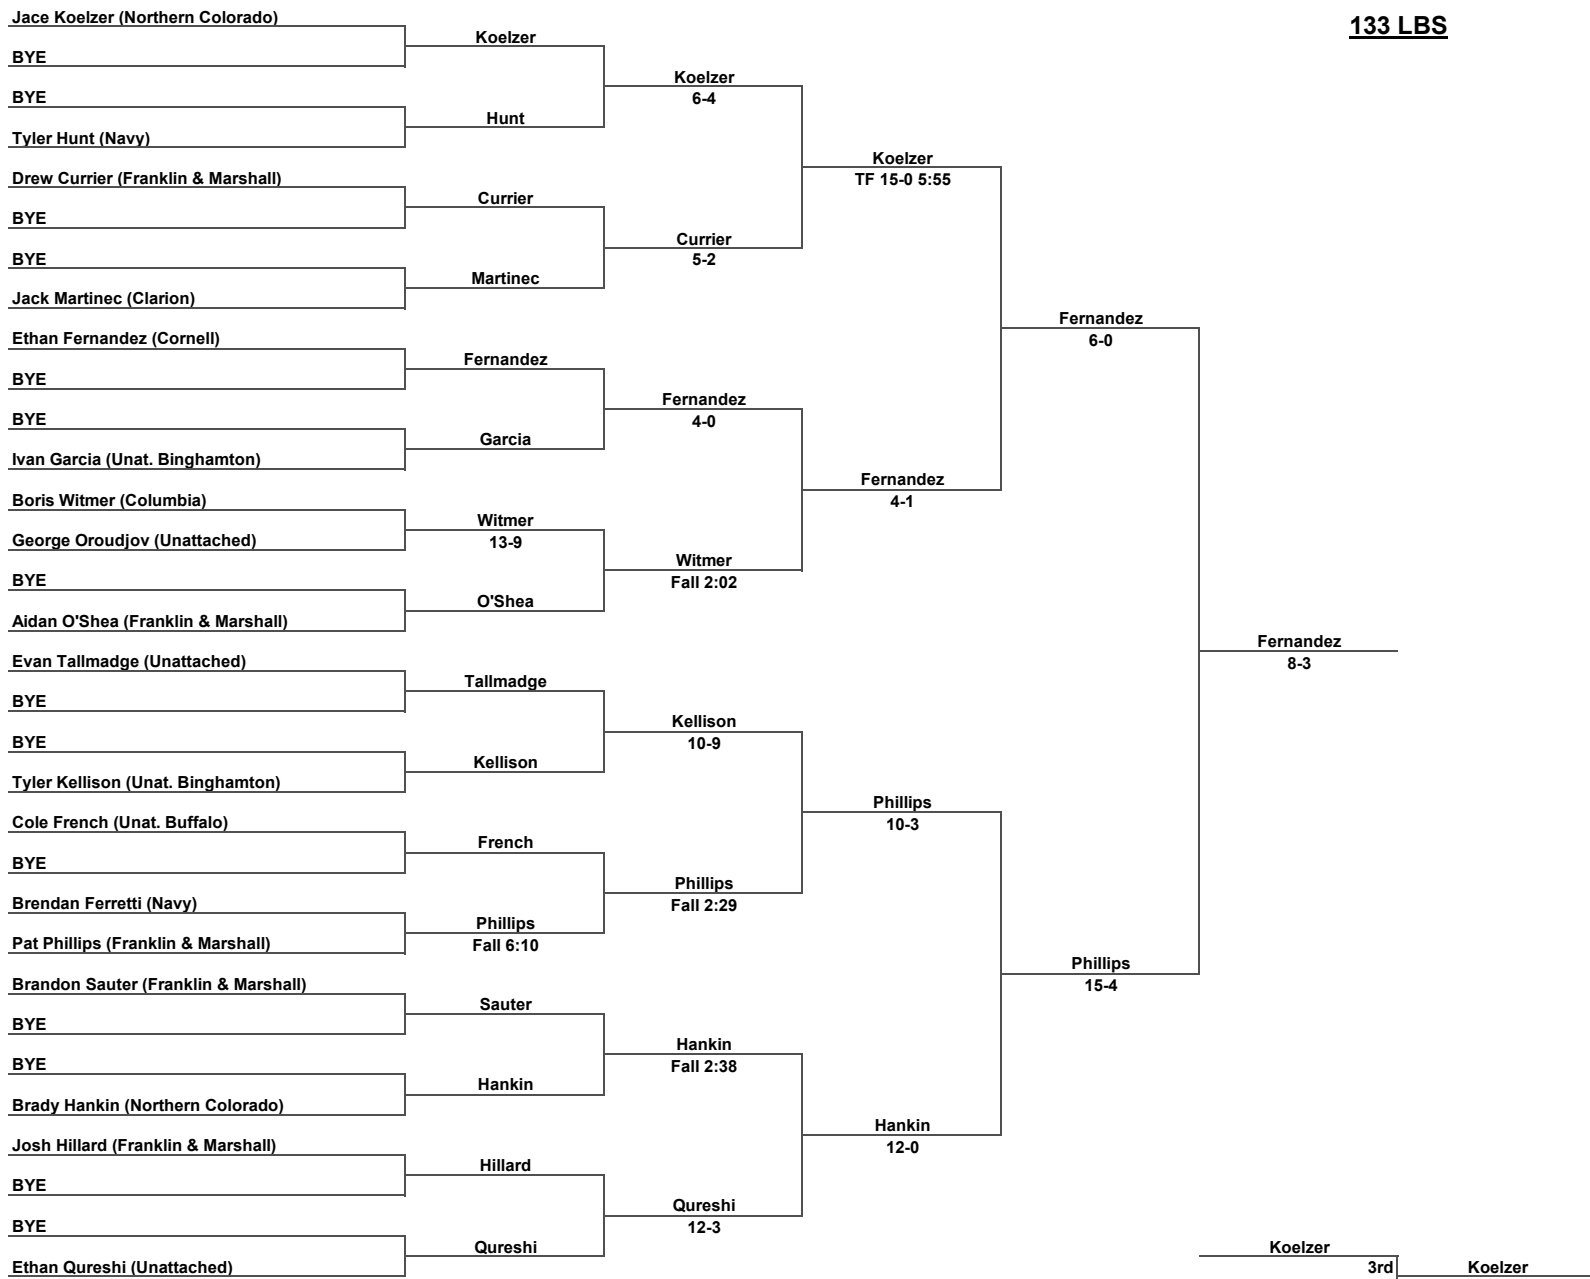 133 LBS
Jace Koelzer (Northern Colorado)
BYE
BYE
Tyler Hunt (Navy)
Drew Currier (Franklin & Marshall)
BYE
BYE
Jack Martinec (Clarion)
Ethan Fernandez (Cornell)
BYE
BYE
Ivan Garcia (Unat. Binghamton)
Boris Witmer (Columbia)
George Oroudjov (Unattached)
BYE
Aidan O'Shea (Franklin & Marshall)
Evan Tallmadge (Unattached)
BYE
BYE
Tyler Kellison (Unat. Binghamton)
Cole French (Unat. Buffalo)
BYE
Brendan Ferretti (Navy)
Pat Phillips (Franklin & Marshall)
Brandon Sauter (Franklin & Marshall)
BYE
BYE
Brady Hankin (Northern Colorado)
Josh Hillard (Franklin & Marshall)
BYE
BYE
Ethan Qureshi (Unattached)
Koelzer
Hunt
Currier
Martinec
Fernandez
Garcia
Witmer
13-9
O'Shea
Tallmadge
Kellison
French
Phillips
Fall 6:10
Sauter
Hankin
Hillard
Qureshi
Koelzer
6-4
Currier
5-2
Fernandez
4-0
Witmer
Fall 2:02
Kellison
10-9
Phillips
Fall 2:29
Hankin
Fall 2:38
Qureshi
12-3
Koelzer
TF 15-0 5:55
Fernandez
4-1
Phillips
10-3
Hankin
12-0
Fernandez
6-0
Phillips
15-4
Fernandez
8-3
Koelzer
3rd
Koelzer